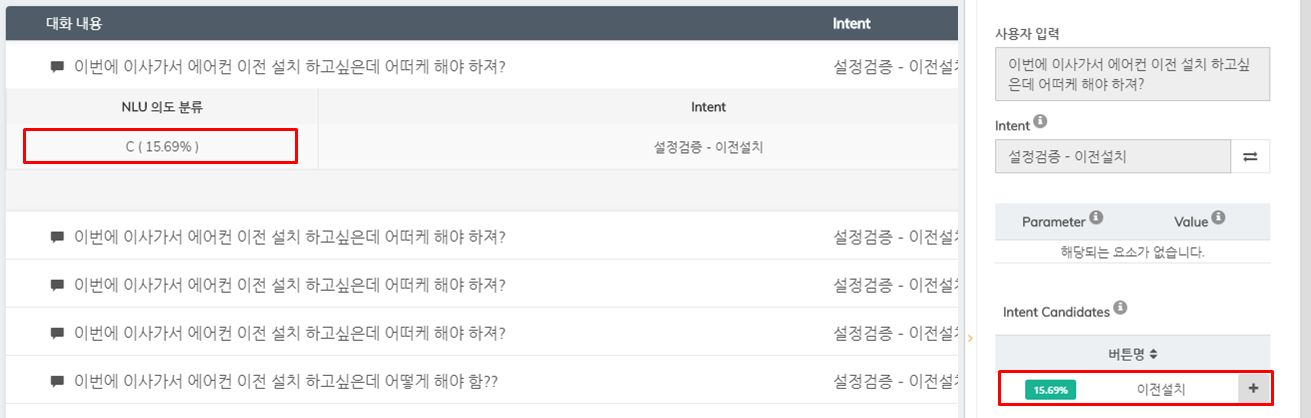 대화 내용 Intent
이번에 이사가서 에어컨 이전 설치 하고싶은데 어떠케 해야 하져? 설정검증 - 이전설치
NLU 의도 분류 Intent
C ( 15.69% ) 설정검증 - 이전설치
이번에 이사가서 에어컨 이전 설치 하고싶은데 어떠케 해야 하져? 설정검증 - 이전설치
이번에 이사가서 에어컨 이전 설치 하고싶은데 어떠케 해야 하져? 설정검증 - 이전설치
이번에 이사가서 에어컨 이전 설치 하고싶은데 어떠케 해야 하져? 설정검증 - 이전설치
이번에 이사가서 에어컨 이전 설치 하고싶은데 어떻게 해야 함?? 설정검증 - 이전설치
사용자 입력
이번에 이사가서 에어컨 이전 설치 하고싶
은데 어떠케 해야 하져?
Intent
설정검증 - 이전설치
Parameter Value
해당되는 요소가 없습니다.
Intent Candidates
버튼명
15.69% 이전설치 +